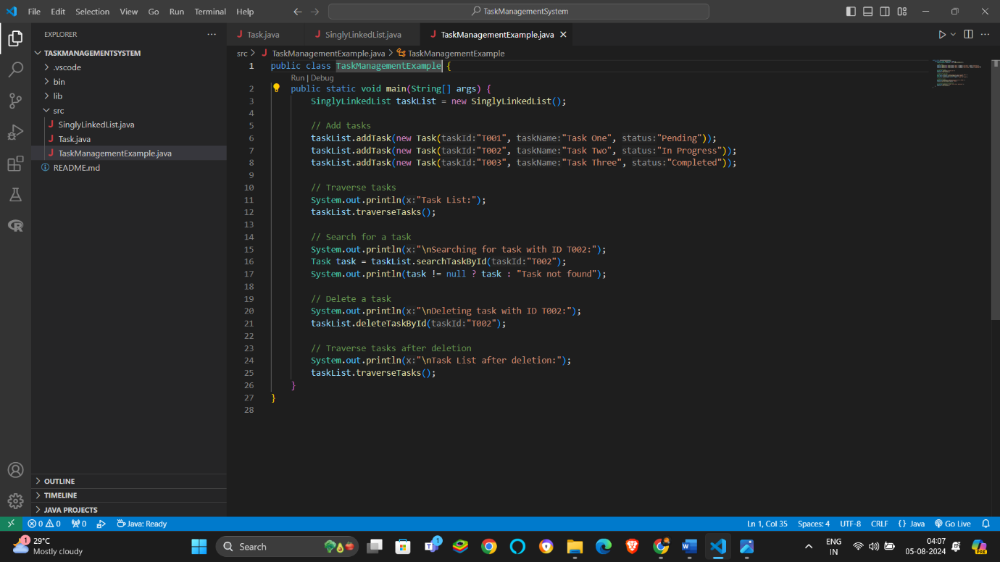 File Edit Selection View Go Run Terminal Help
TaskManagementSystem
EXPLORER
TASKMANAGEMENTSYSTEM
.vscode
bin
lib
src
SinglyLinkedList.java
Task.java
TaskManagementExample.java
README.md
OUTLINE
TIMELINE
JAVA PROJECTS
Task.java SinglyLinkedList.java TaskManagementExample.java
src > TaskManagementExample.java > TaskManagementExample
1 public class TaskManagementExample {
Run | Debug
2 public static void main(String[] args) {
3 SinglyLinkedList taskList = new SinglyLinkedList();
4
5 // Add tasks
6 taskList.addTask(new Task(taskId:"T001", taskName:"Task One", status:"Pending"));
7 taskList.addTask(new Task(taskId:"T002", taskName:"Task Two", status:"In Progress"));
8 taskList.addTask(new Task(taskId:"T003", taskName:"Task Three", status:"Completed"));
9
10 // Traverse tasks
11 System.out.println(x:"Task List:");
12 taskList.traverseTasks();
13
14 // Search for a task
15 System.out.println(x:"\nSearching for task with ID T002:");
16 Task task = taskList.searchTaskById(taskId:"T002");
17 System.out.println(task != null ? task : "Task not found");
18
19 // Delete a task
20 System.out.println(x:"\nDeleting task with ID T002:");
21 taskList.deleteTaskById(taskId:"T002");
22
23 // Traverse tasks after deletion
24 System.out.println(x:"\nTask List after deletion:");
25 taskList.traverseTasks();
26 }
27 }
28
0 0 0 Java: Ready Ln 1, Col 35 Spaces: 4 UTF-8 CRLF {} Java Go Live
1 29°C
Mostly cloudy
Search
1
ENG
IN
04:07
05-08-2024
PRE